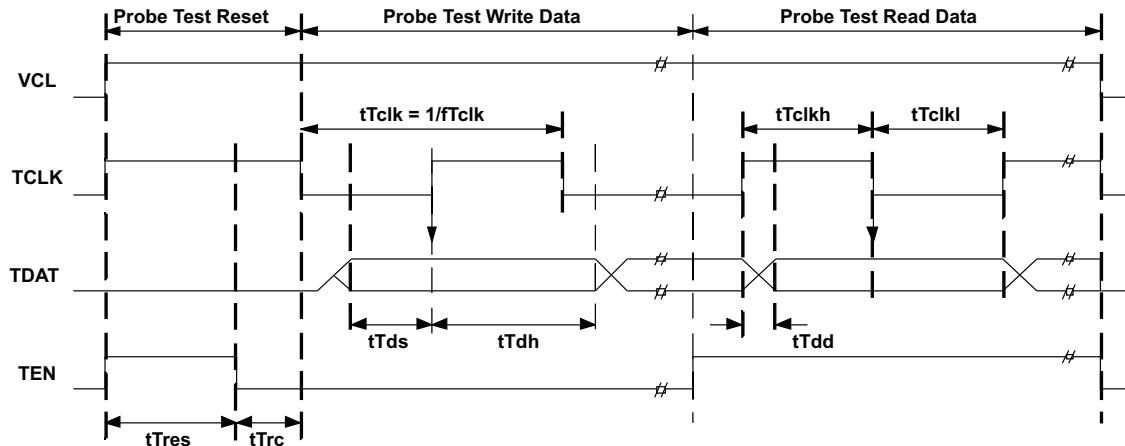 Probe Test Reset
Probe Test Write Data
Probe Test Read Data
VCL
tTclk = 1/fTclk
tTclkh
tTclkl
TCLK
TDAT
tTds
tTdh
tTdd
TEN
tTres
tTrc